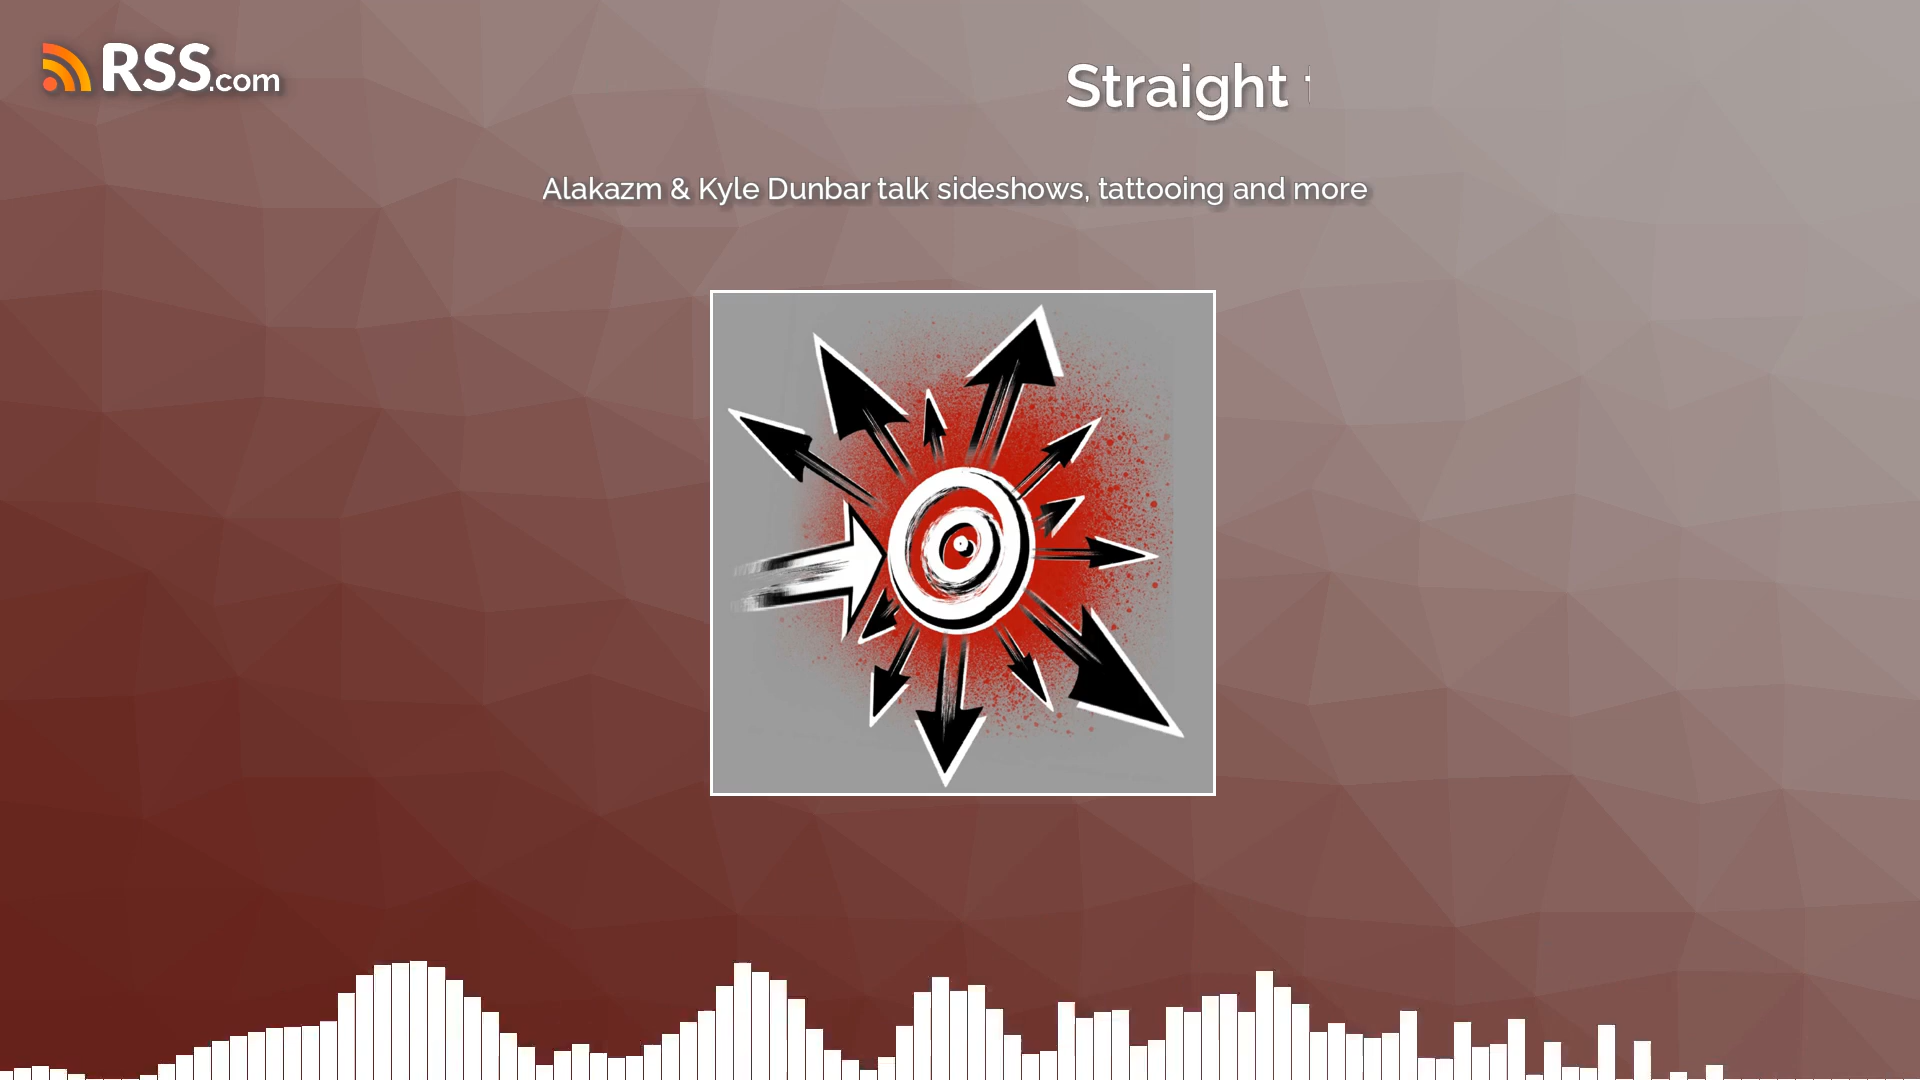 RSS.com
Straight
Alakazm & Kyle Dunbar talk sideshows, tattooing and more